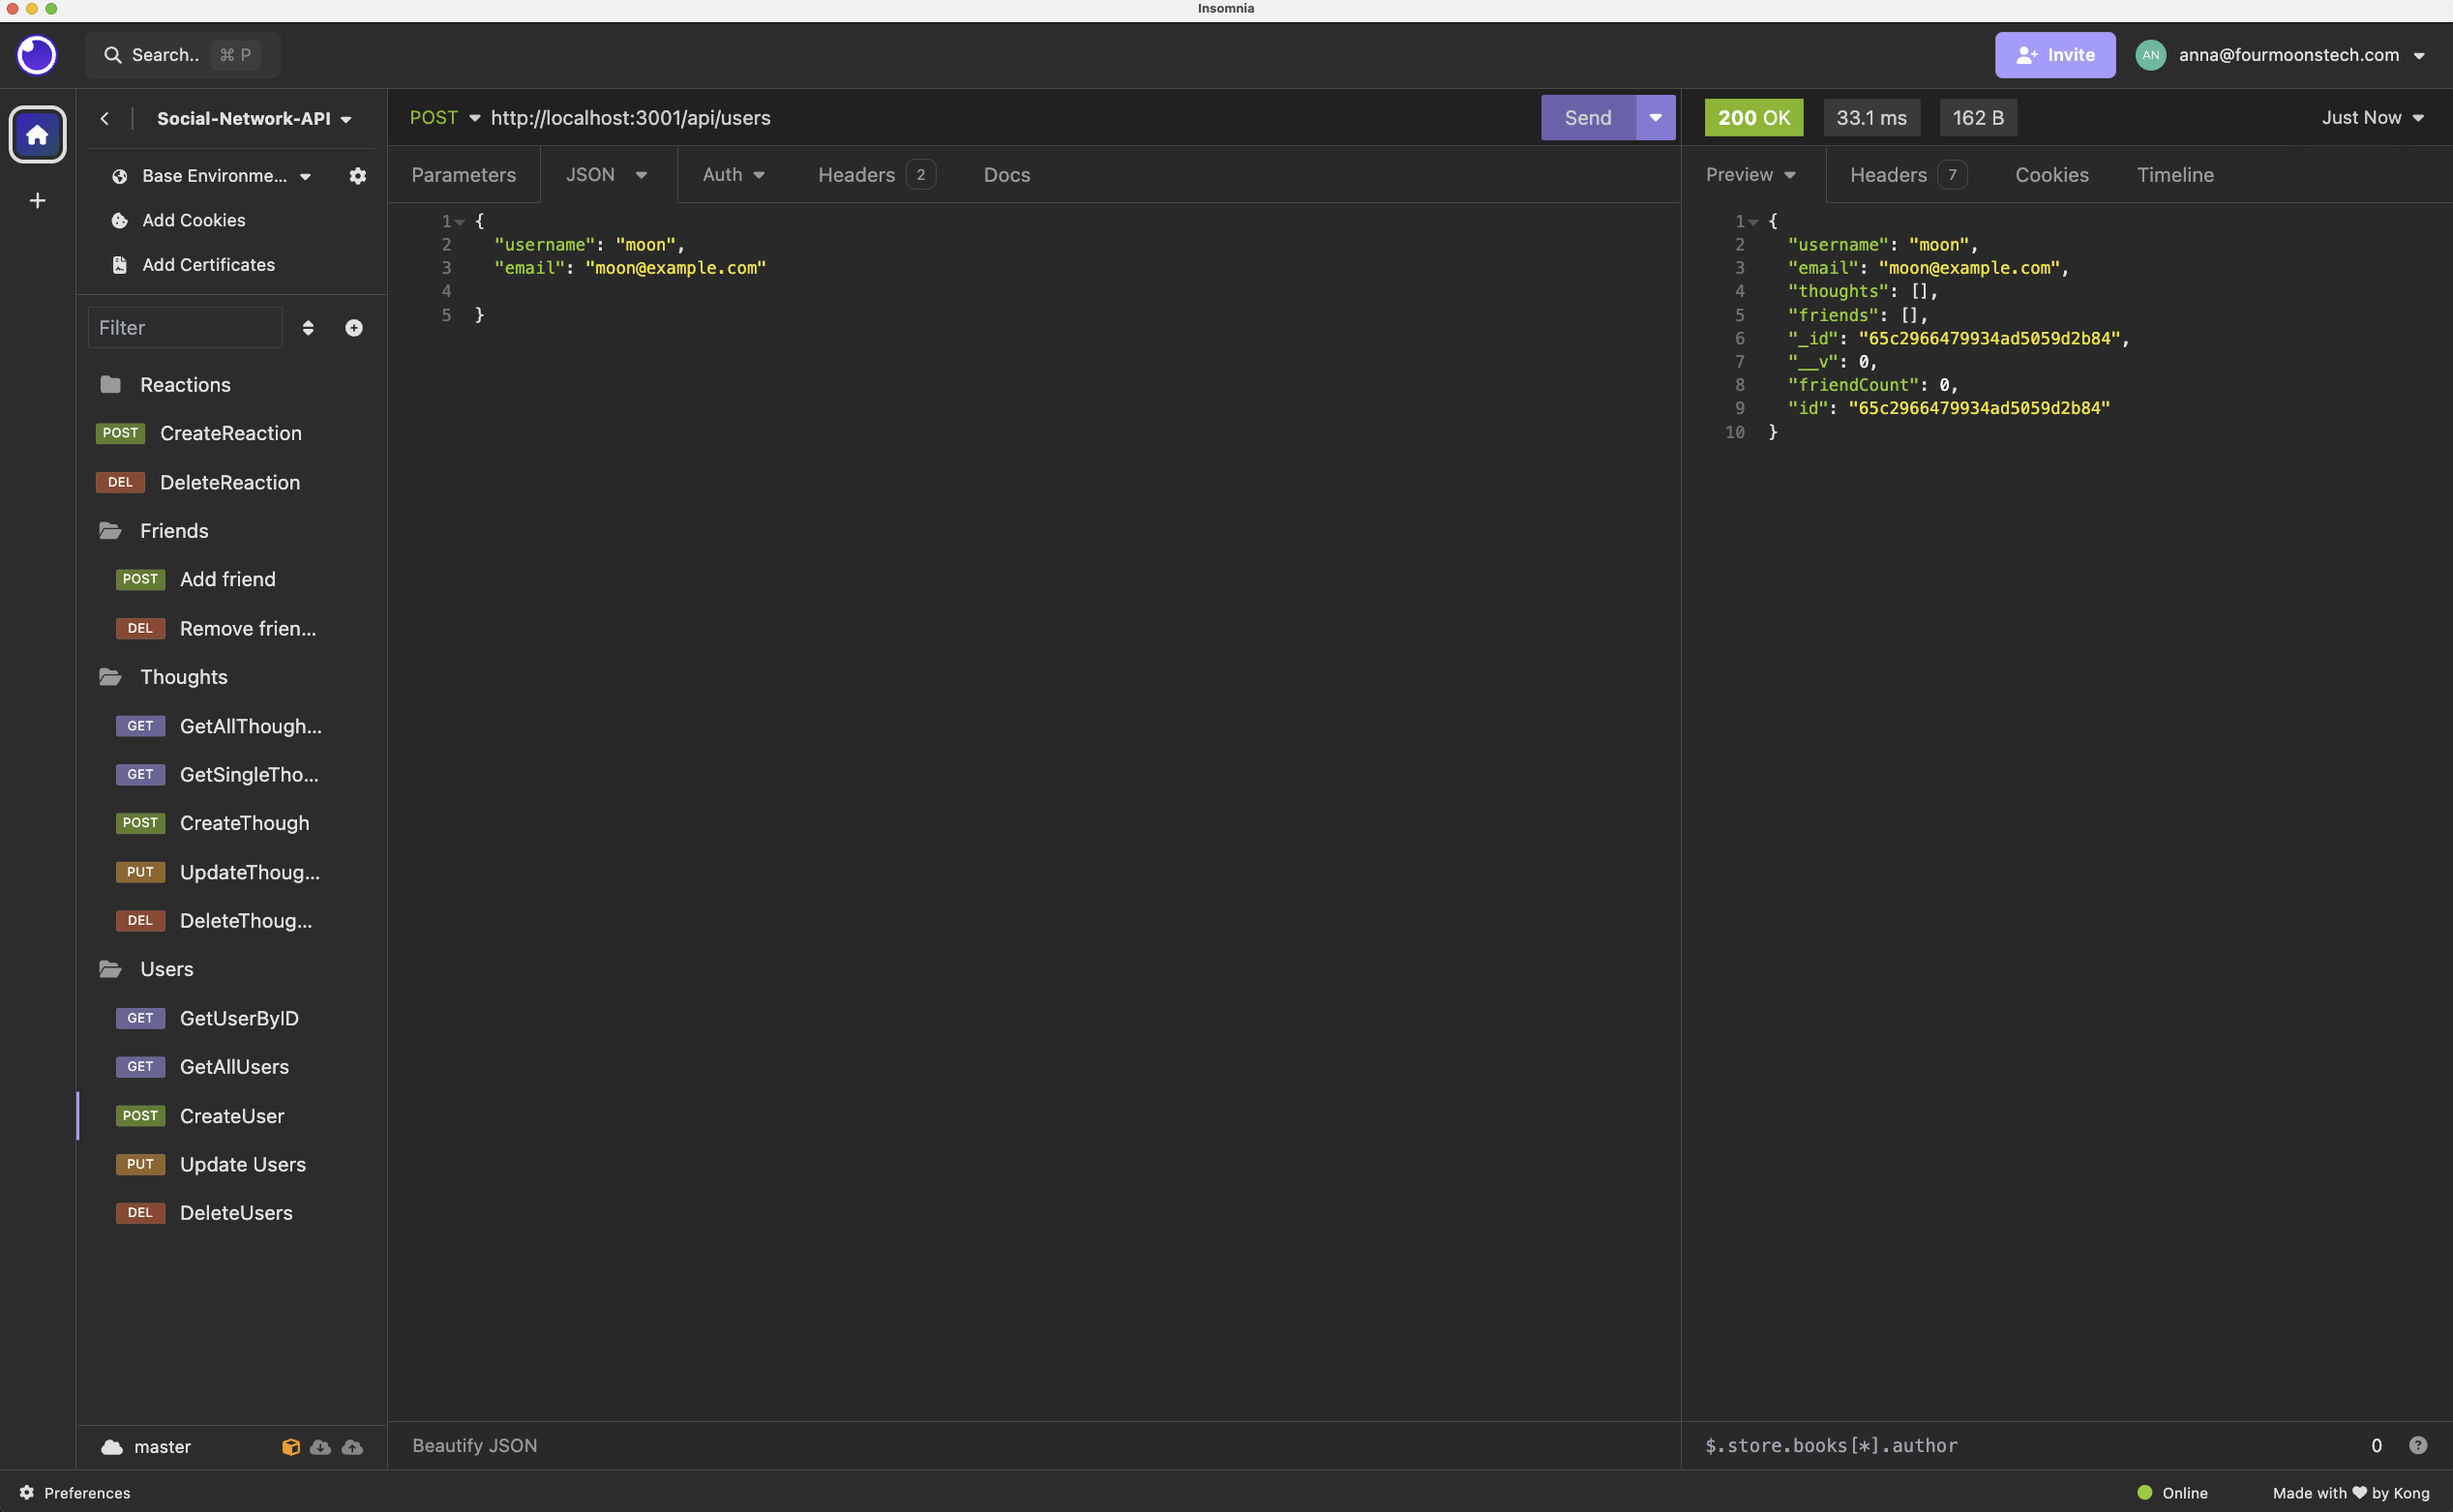 Insomnia
Search.. ⌘ P
Invite
AN anna@fourmoonstech.com
Social-Network-API
Base Environme...
Add Cookies
Add Certificates
Filter
Reactions
POST CreateReaction
DEL DeleteReaction
Friends
POST Add friend
DEL Remove frien...
Thoughts
GET GetAllThough...
GET GetSingleTho...
POST CreateThough
PUT UpdateThoug...
DEL DeleteThoug...
Users
GET GetUserByID
GET GetAllUsers
POST CreateUser
PUT Update Users
DEL DeleteUsers
master
POST http://localhost:3001/api/users
Send
Parameters JSON Auth Headers 2 Docs
1 {
2 "username": "moon",
3 "email": "moon@example.com"
4
5 }
Beautify JSON
200 OK 33.1 ms 162 B Just Now
Preview Headers 7 Cookies Timeline
1 {
2 "username": "moon",
3 "email": "moon@example.com",
4 "thoughts": [],
5 "friends": [],
6 "_id": "65c2966479934ad5059d2b84",
7 "__v": 0,
8 "friendCount": 0,
9 "id": "65c2966479934ad5059d2b84"
10 }
$.store.books[*].author 0 ?
Preferences
Online Made with ❤ by Kong